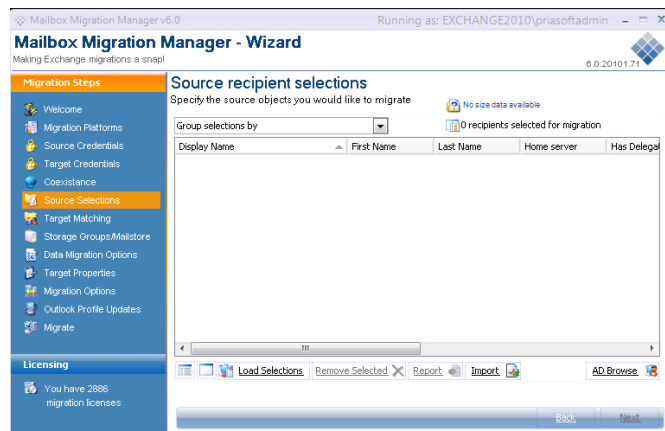 Mailbox Migration Manager v6.0
Running as: EXCHANGE2010\priasoftadmin
Mailbox Migration Manager - Wizard
Making Exchange migrations a snap!
6.0.20101.71
Migration Steps
Welcome
Migration Platforms
Source Credentials
Target Credentials
Coexistance
Source Selections
Target Matching
Storage Groups/Mailstore
Data Migration Options
Target Properties
Migration Options
Outlook Profile Updates
Migrate
Licensing
You have 2886
migration licenses
Source recipient selections
Specify the source objects you would like to migrate
No size data available
Group selections by
0 recipients selected for migration
Display Name First Name Last Name Home server Has Delegat
Load Selections Remove Selected Report Import AD Browse
Back Next